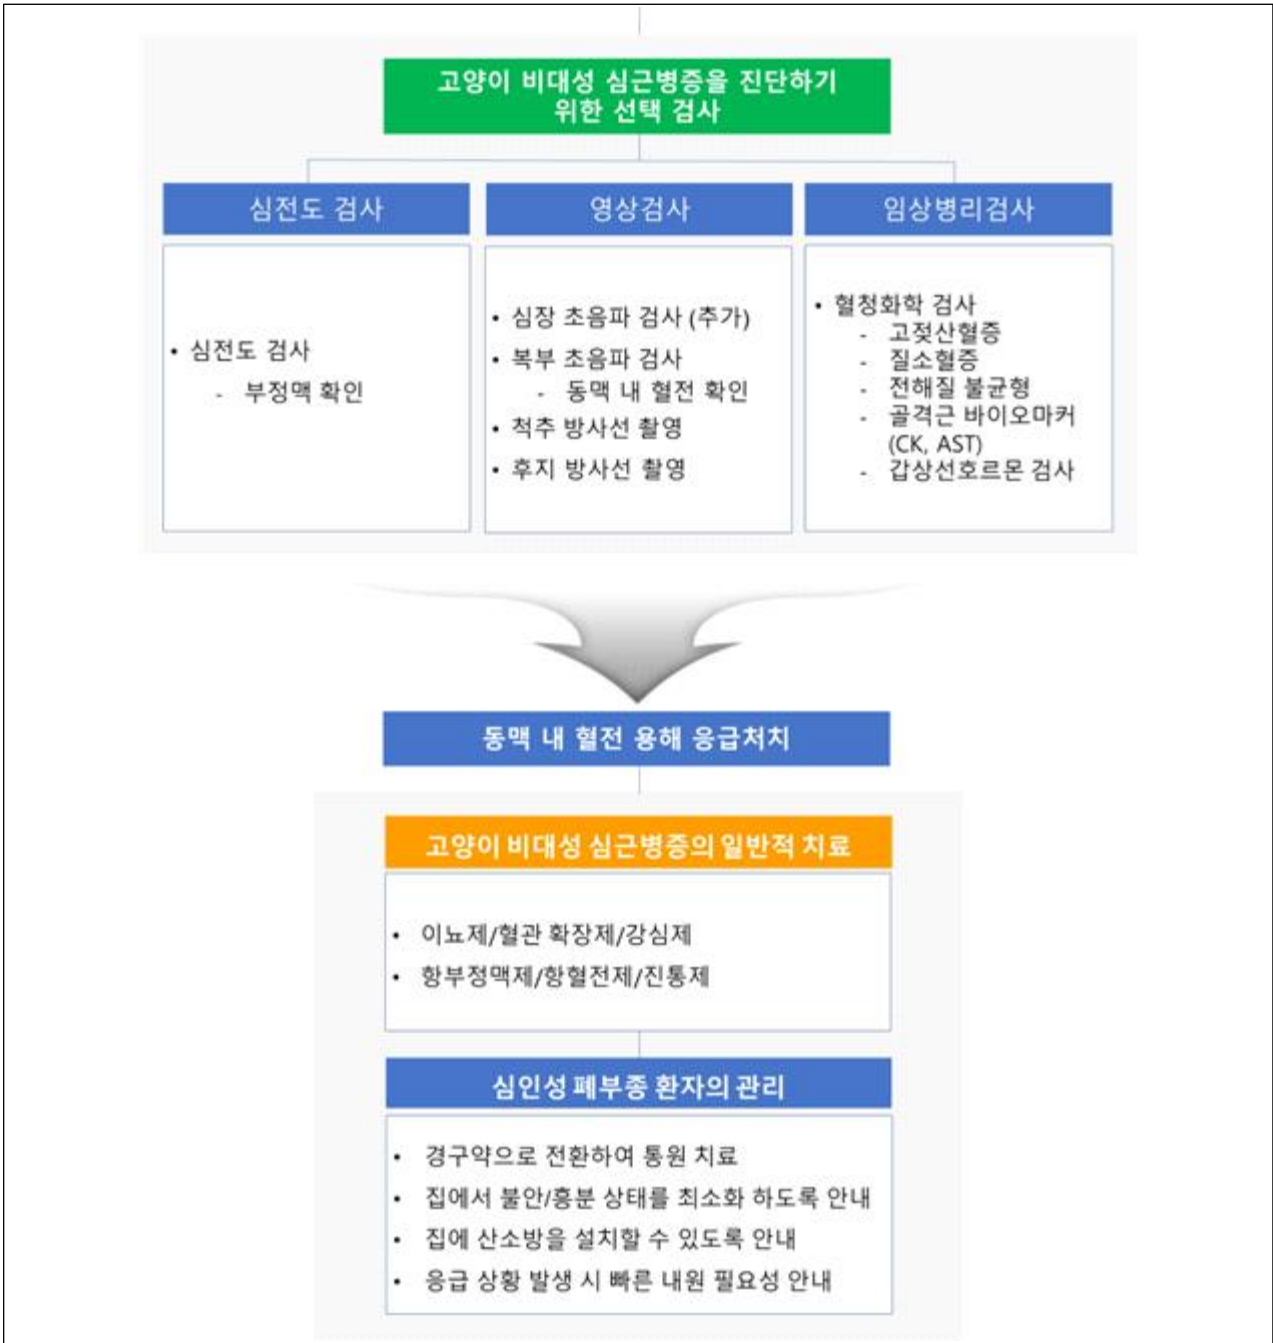 고양이 비대성 심근병증을 진단하기
위한 선택 검사
심전도 검사
• 심전도 검사
- 부정맥 확인
영상검사
• 심장 초음파 검사 (추가)
• 복부 초음파 검사
- 동맥 내 혈전 확인
• 척추 방사선 촬영
• 후지 방사선 촬영
임상병리검사
• 혈청화학 검사
- 고젖산혈증
- 질소혈증
- 전해질 불균형
- 골격근 바이오마커
(CK, AST)
- 갑상선호르몬 검사
동맥 내 혈전 용해 응급처치
고양이 비대성 심근병증의 일반적 치료
• 이뇨제/혈관 확장제/강심제
• 항부정맥제/항혈전제/진통제
심인성 폐부종 환자의 관리
• 경구약으로 전환하여 통원 치료
• 집에서 불안/흥분 상태를 최소화 하도록 안내
• 집에 산소방을 설치할 수 있도록 안내
• 응급 상황 발생 시 빠른 내원 필요성 안내